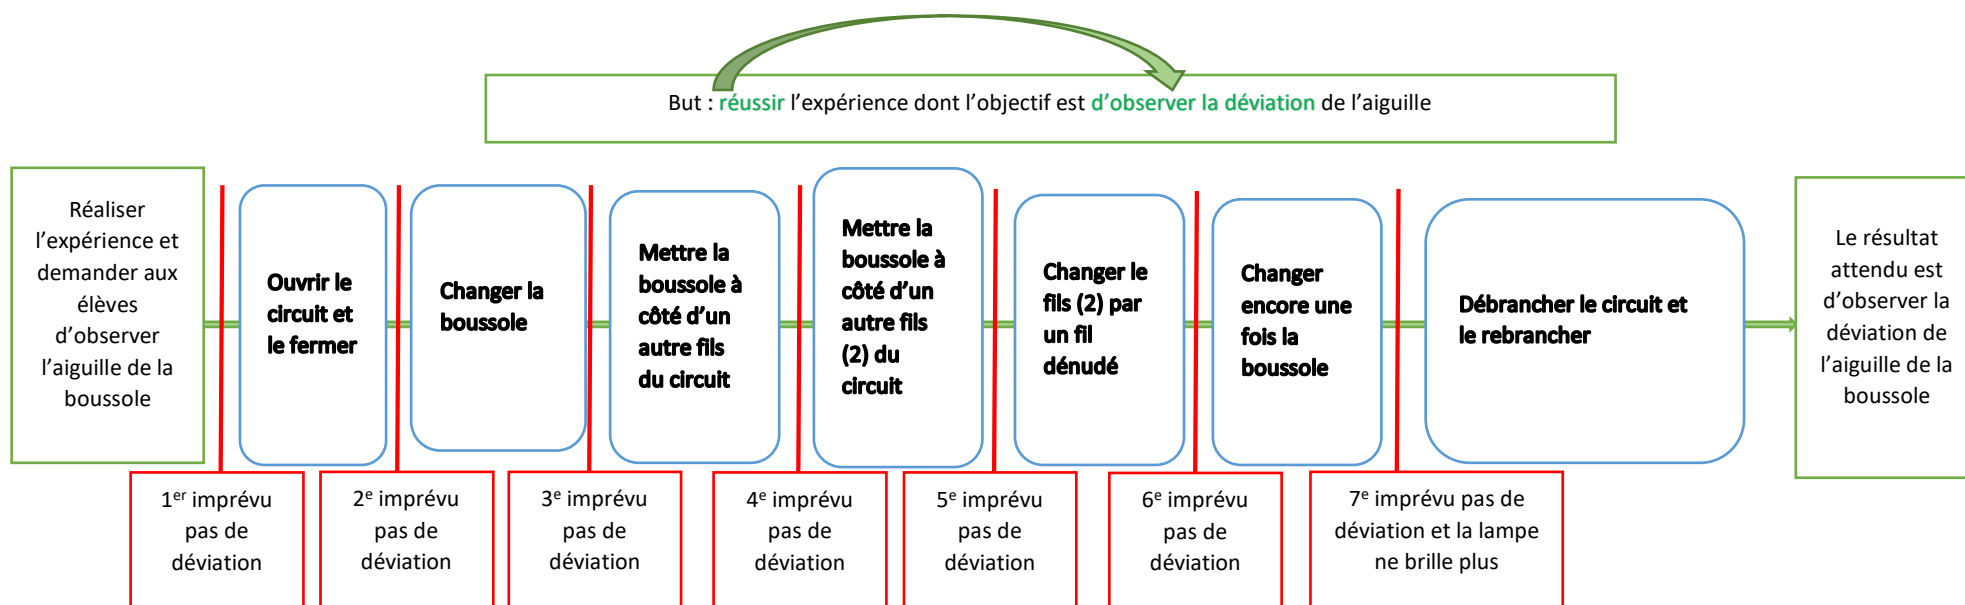 But : réussir l’expérience dont l’objectif est d’observer la déviation de l’aiguille
Réaliser
l’expérience et
demander aux
élèves
d’observer
l’aiguille de la
boussole
Ouvrir le
circuit et
le fermer
Changer la
boussole
Mettre la
boussole à
côté d’un
autre fils
du circuit
Mettre la
boussole à
côté d’un
autre fils
(2) du
circuit
Changer le
fils (2) par
un fil
dénudé
Changer
encore une
fois la
boussole
Débrancher le circuit et
le rebrancher
Le résultat
attendu est
d’observer la
déviation de
l’aiguille de la
boussole
1er imprévu
pas de
déviation
2e imprévu
pas de
déviation
3e imprévu
pas de
déviation
4e imprévu
pas de
déviation
5e imprévu
pas de
déviation
6e imprévu
pas de
déviation
7e imprévu pas de
déviation et la lampe
ne brille plus